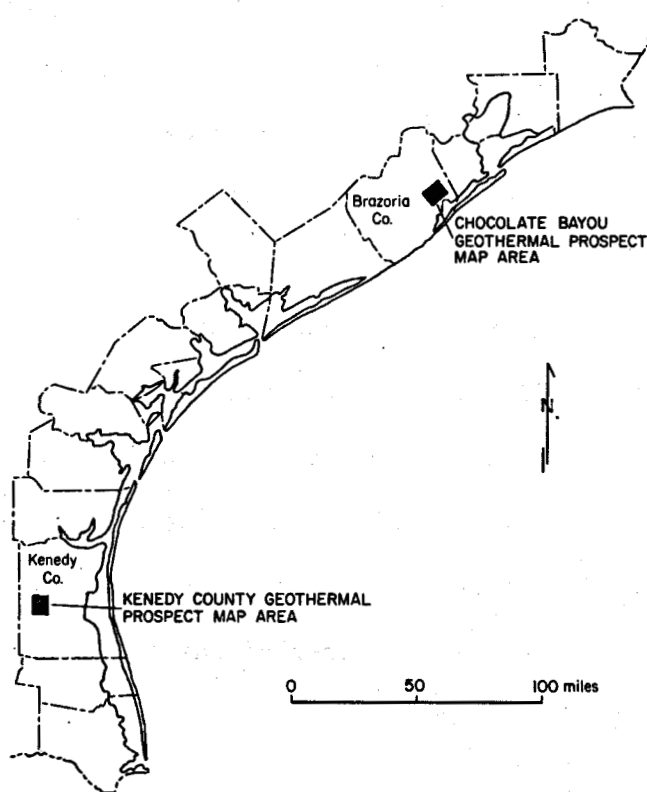 Brazoria
Co.
CHOCOLATE BAYOU
GEOTHERMAL PROSPECT
MAP AREA
N
Kenedy
Co.
KENEDY COUNTY GEOTHERMAL
PROSPECT MAP AREA
0 50 100 miles